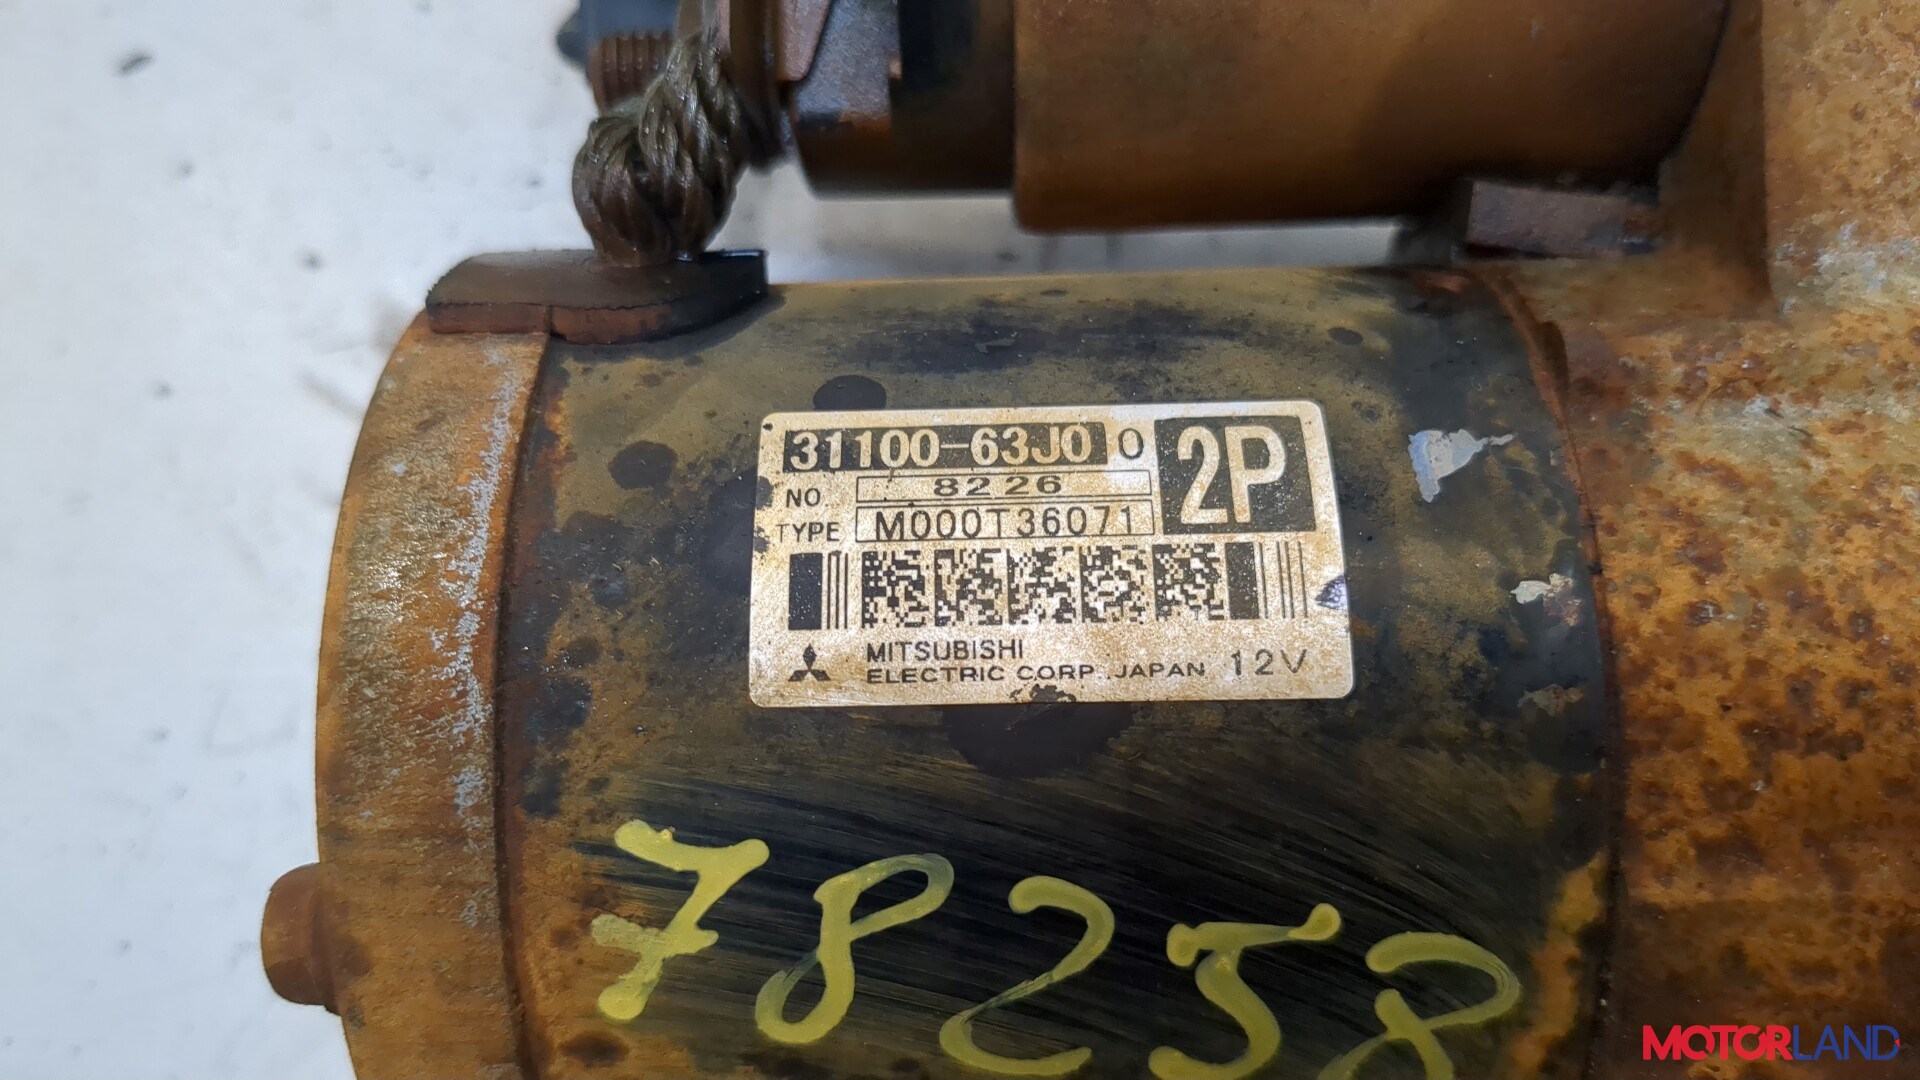 31100-63J0 0
2P
NO. 8226
TYPE M000T36071
MITSUBISHI
ELECTRIC CORP. JAPAN 12V
78258
MOTORLAND